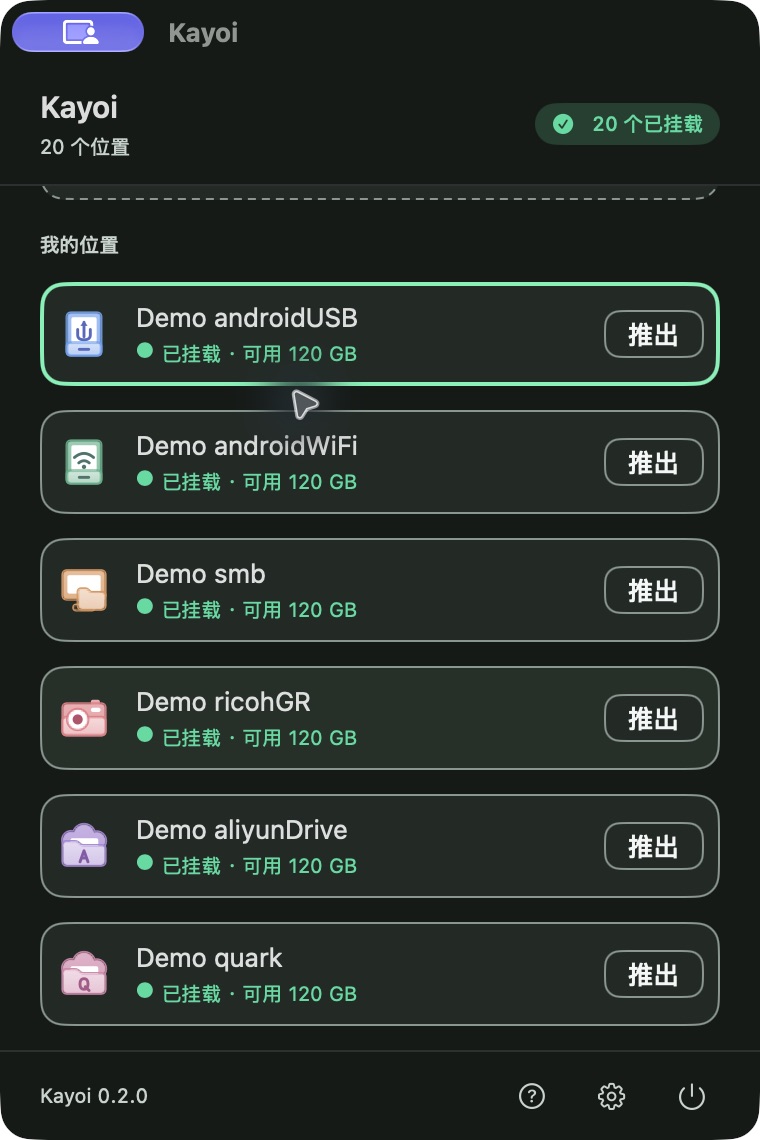 Kayoi
Kayoi
20 个位置
20 个已挂载
我的位置
Demo androidUSB
已挂载 · 可用 120 GB
推出
Demo androidWiFi
已挂载 · 可用 120 GB
推出
Demo smb
已挂载 · 可用 120 GB
推出
Demo ricohGR
已挂载 · 可用 120 GB
推出
Demo aliyunDrive
已挂载 · 可用 120 GB
推出
A
Demo quark
已挂载 · 可用 120 GB
推出
Q
Kayoi 0.2.0
?